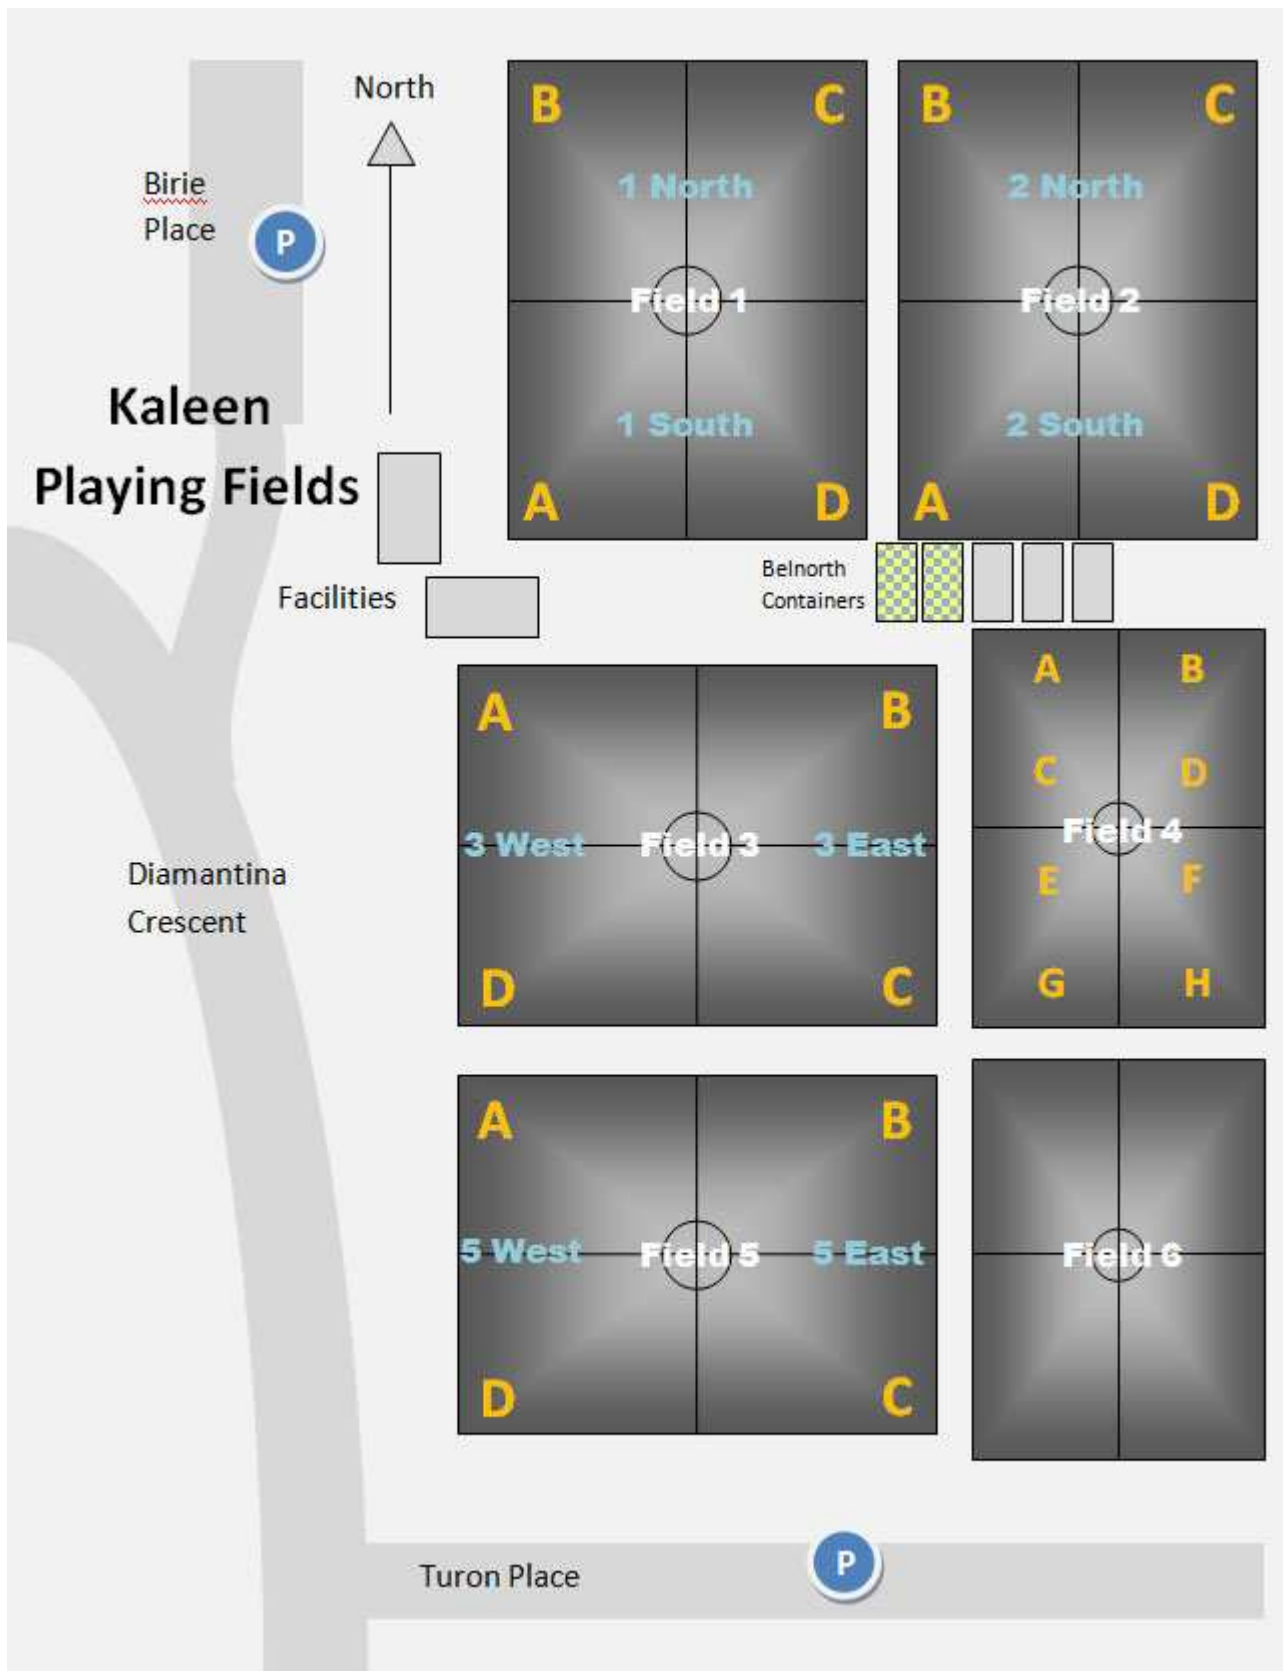 North
Birie
Place
P
Kaleen
Playing Fields
B
C
1 North
Field 1
1 South
A
D
B
C
2 North
Field 2
2 South
A
D
Facilities
Belnorth
Containers
A
B
3 West
Field 3
3 East
D
C
A
B
C
D
Field 4
E
F
G
H
Diamantina
Crescent
A
B
5 West
Field 5
5 East
D
C
Field 6
Turon Place
P